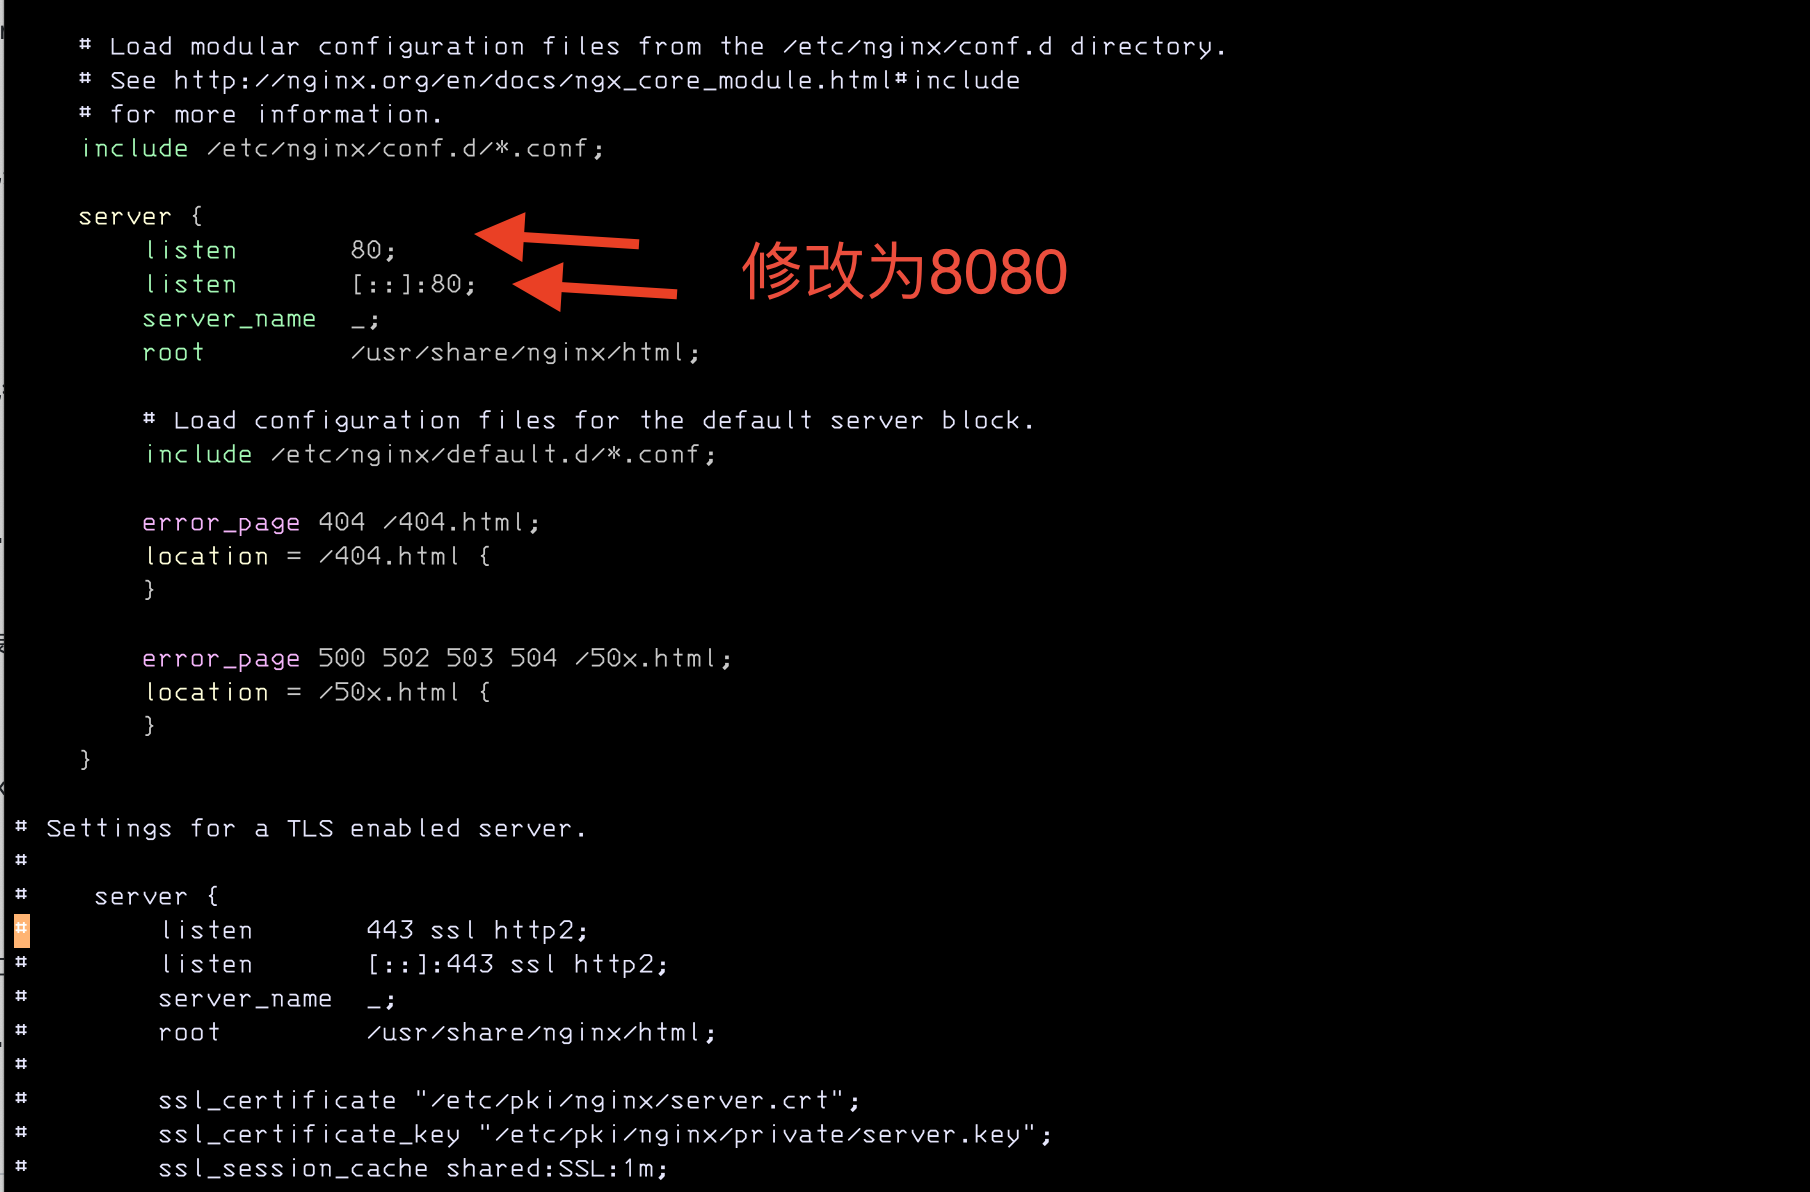 # Load modular configuration files from the /etc/nginx/conf.d directory.
# See http://nginx.org/en/docs/ngx_core_module.html#include
# for more information.
include /etc/nginx/conf.d/*.conf;
server {
listen 80;
listen [::]:80;
修改为8080
server_name _;
root /usr/share/nginx/html;
# Load configuration files for the default server block.
include /etc/nginx/default.d/*.conf;
error_page 404 /404.html;
location = /404.html {
}
error_page 500 502 503 504 /50x.html;
location = /50x.html {
}
}
# Settings for a TLS enabled server.
#
# server {
# listen 443 ssl http2;
# listen [::]:443 ssl http2;
# server_name _;
# root /usr/share/nginx/html;
#
# ssl_certificate "/etc/pki/nginx/server.crt";
# ssl_certificate_key "/etc/pki/nginx/private/server.key";
# ssl_session_cache shared:SSL:1m;